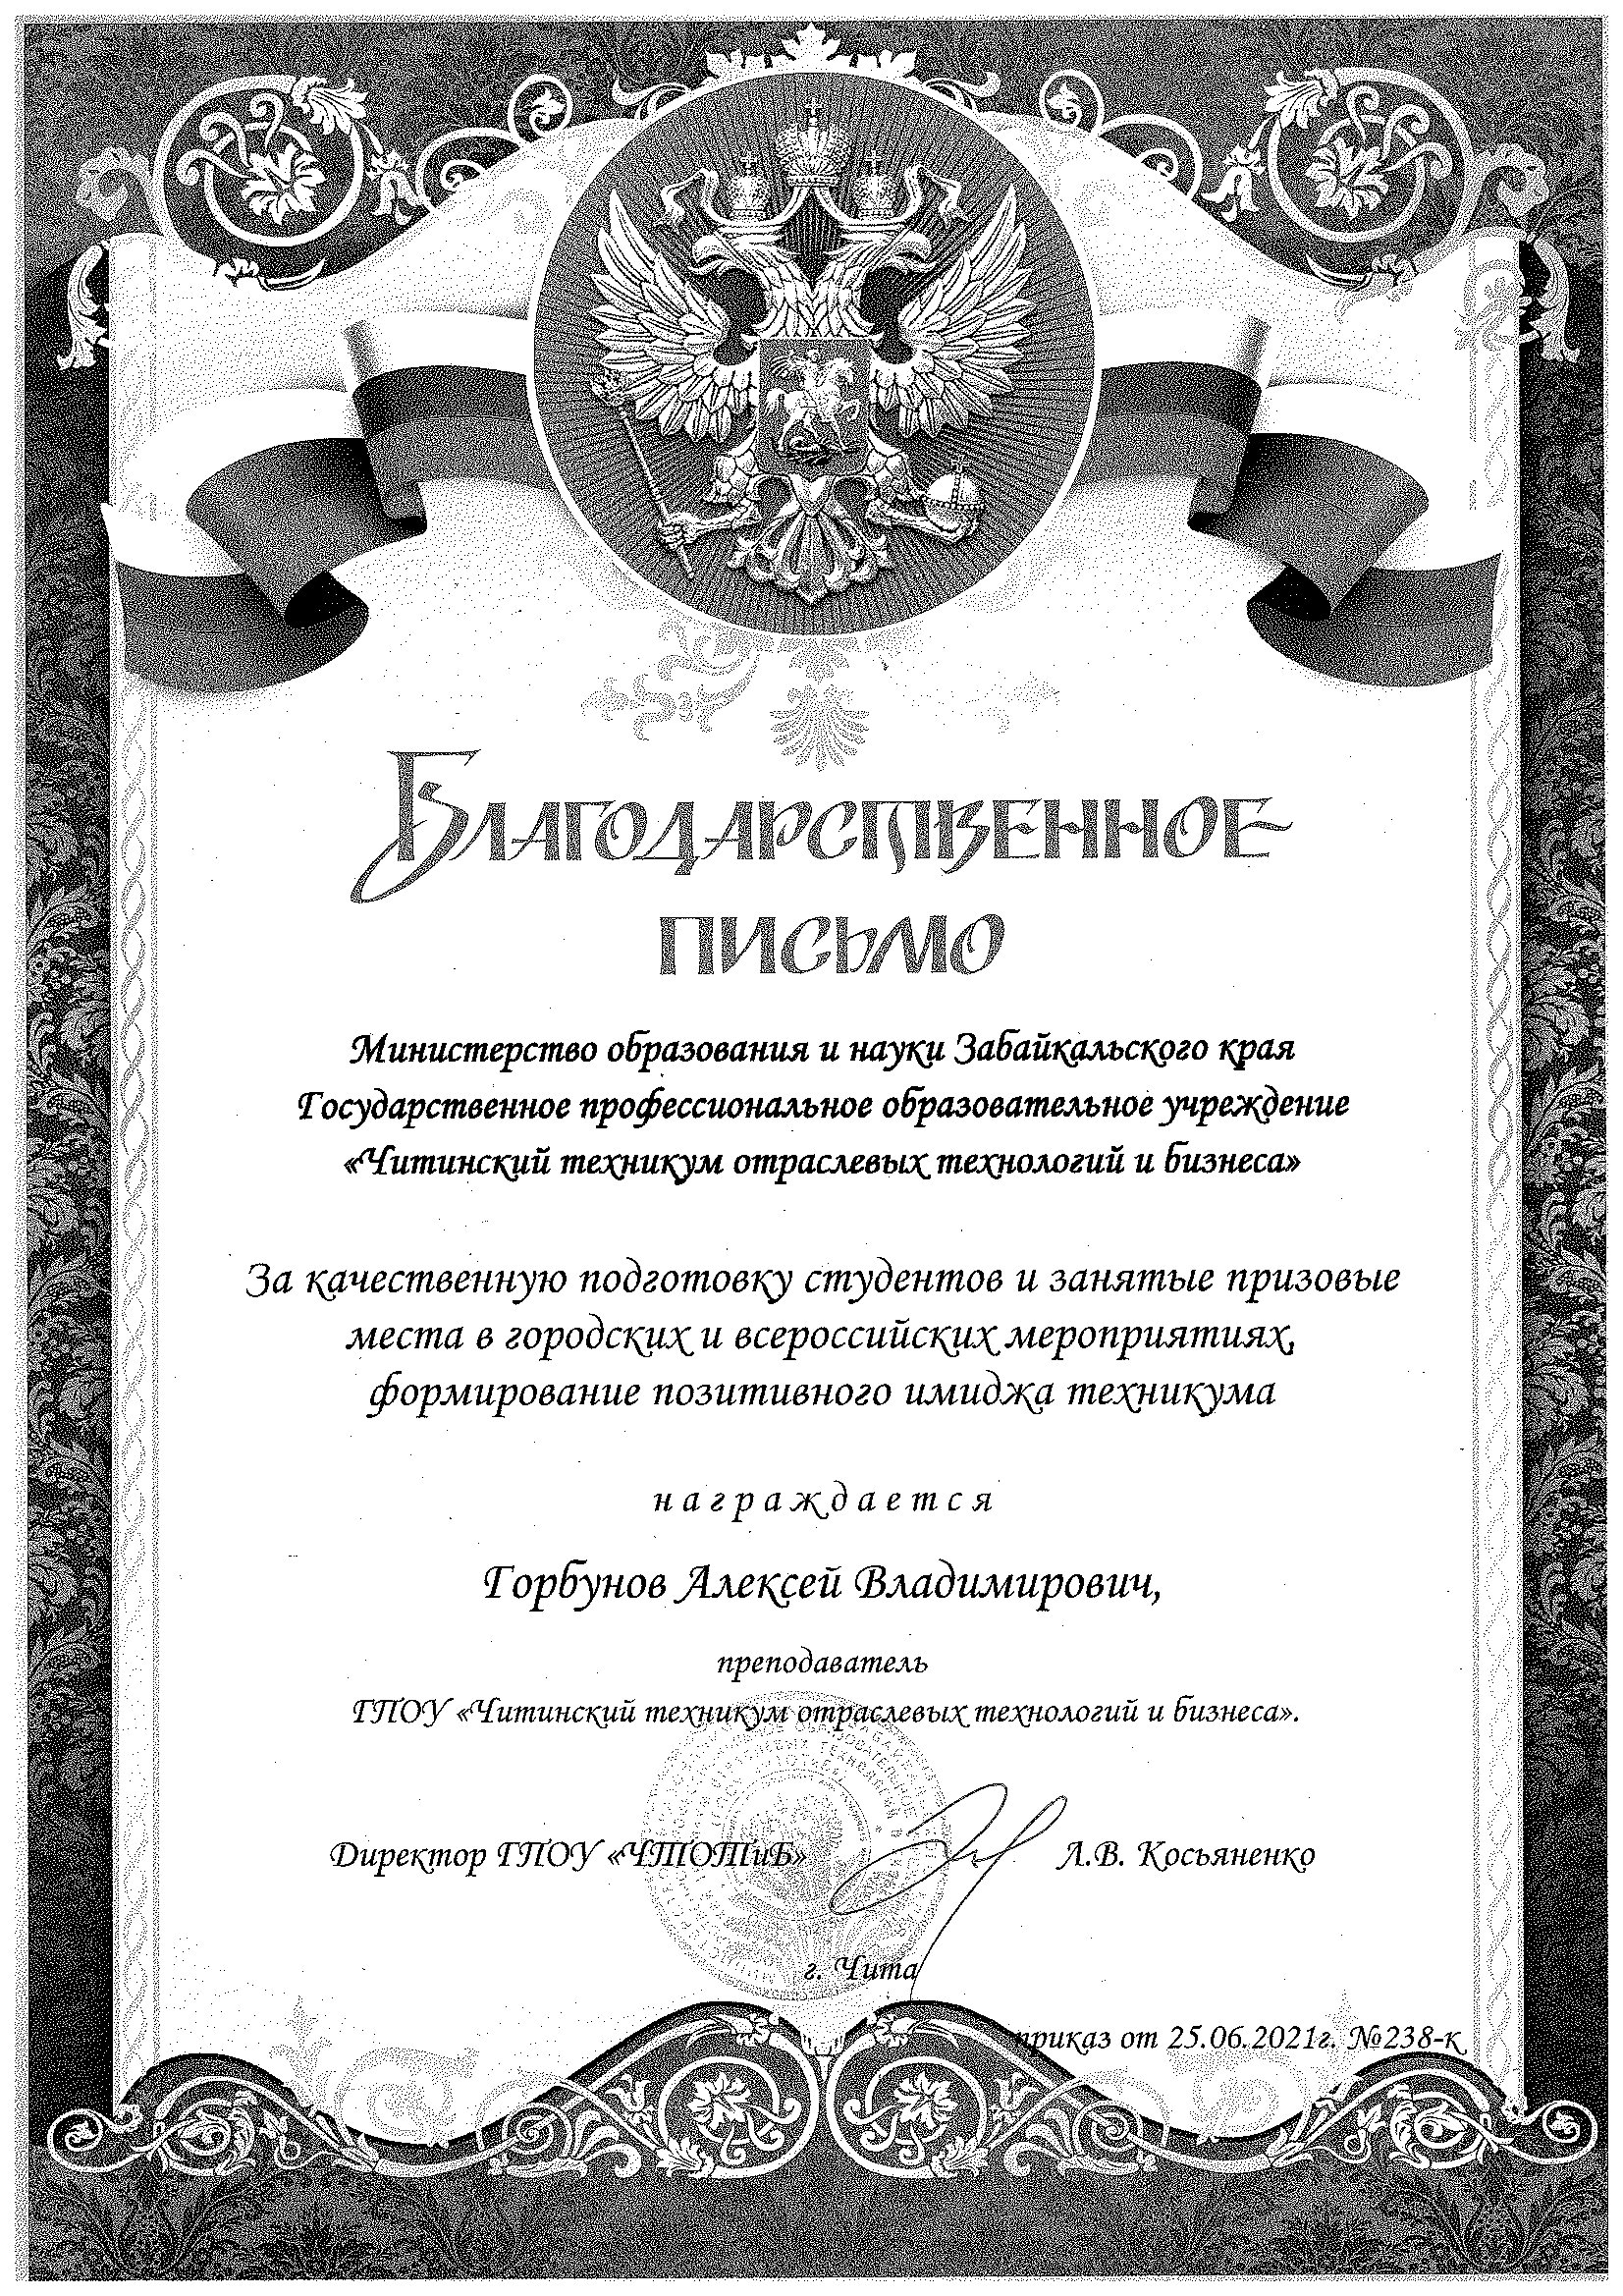 Благодарственное
письмо
Министерство образования и науки Забайкальского края
Государственное профессиональное образовательное учреждение
«Читинский техникум отраслевых технологий и бизнеса»
За качественную подготовку студентов и занятые призовые
места в городских и всероссийских мероприятиях,
формирование позитивного имиджа техникума
награждается
Горбунов Алексей Владимирович,
преподаватель
ГПОУ «Читинский техникум отраслевых технологий и бизнеса».
Директор ГПОУ «ЧТОТиБ» Л.В. Косьяненко
г. Чита
приказ от 25.06.2021г. №238-к